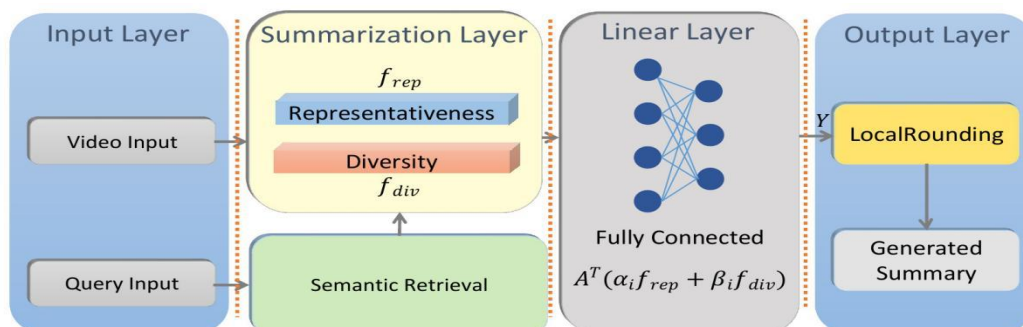 Input Layer
Video Input
Query Input
Summarization Layer
f_rep
Representativeness
Diversity
f_div
Semantic Retrieval
Linear Layer
Fully Connected
A^T(α_i f_rep + β_i f_div)
Output Layer
Y
LocalRounding
Generated
Summary